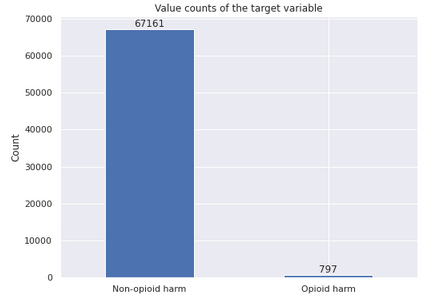 Value counts of the target variable
70000
67161
60000
50000
40000
30000
20000
10000
797
0
Count
Non-opioid harm
Opioid harm